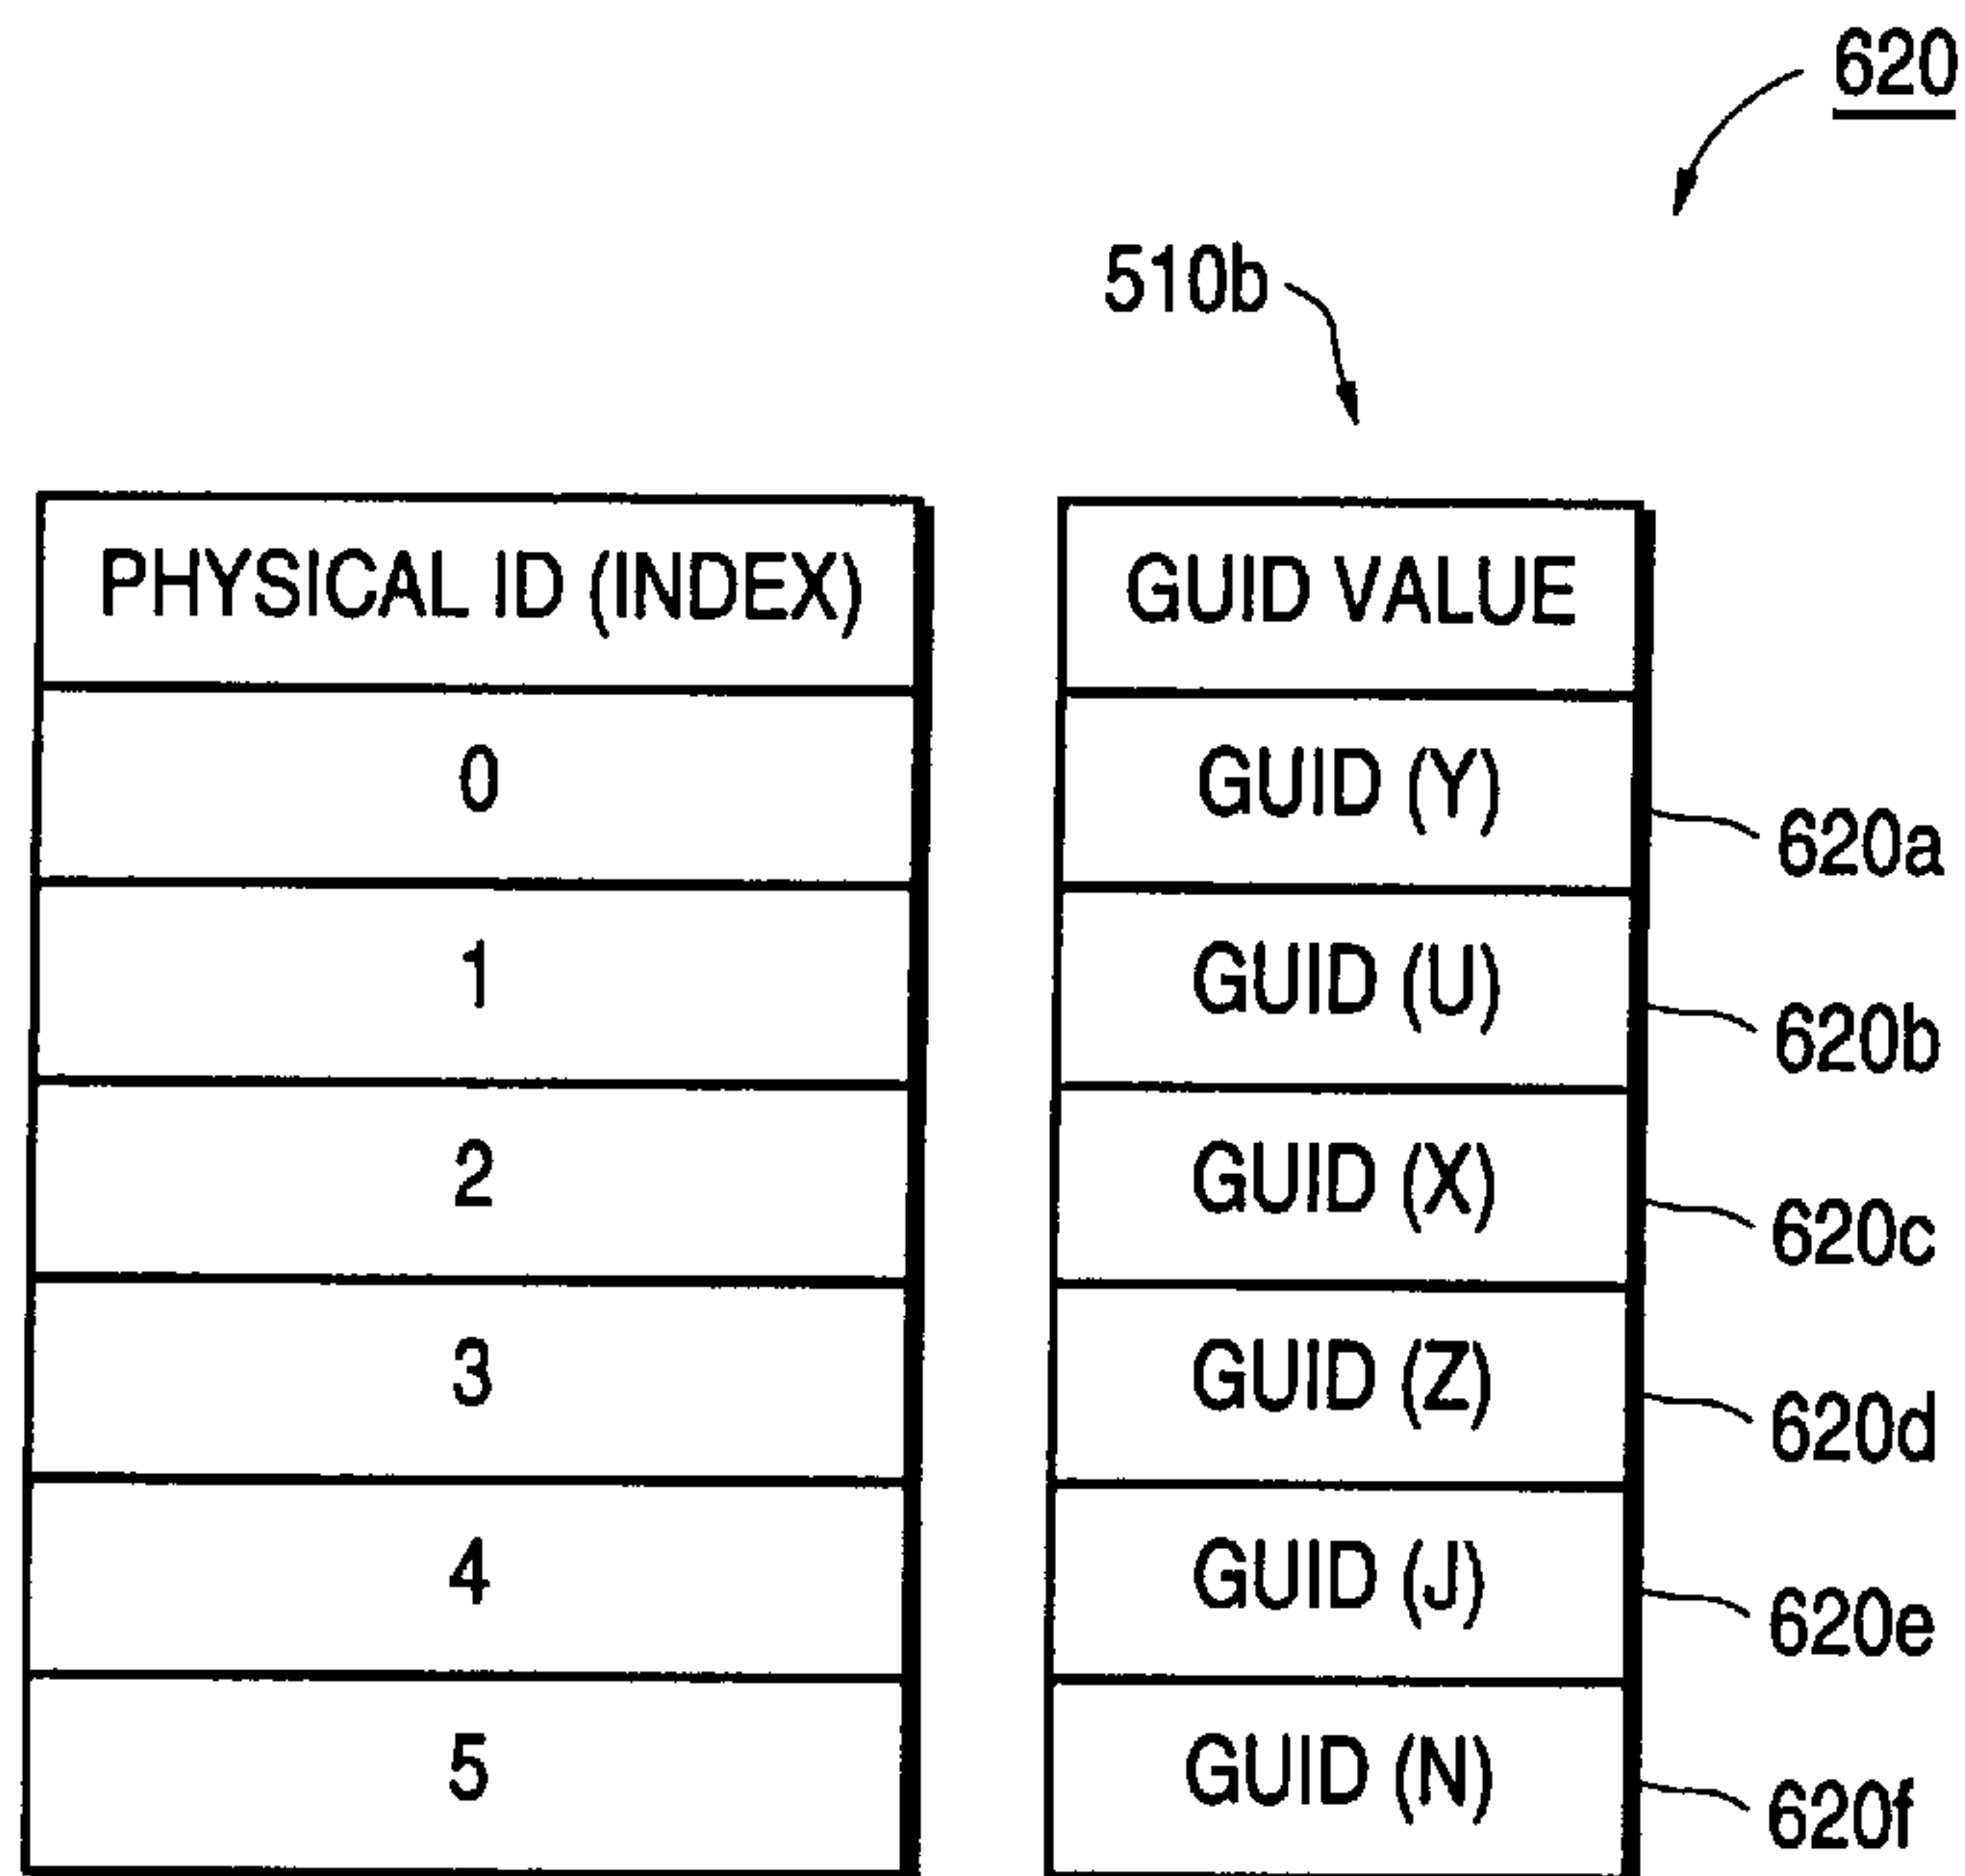 620
510b
PHYSICAL ID (INDEX)
GUID VALUE
0
GUID (Y)
620a
1
GUID (U)
620b
2
GUID (X)
620c
3
GUID (Z)
620d
4
GUID (J)
620e
5
GUID (N)
620f